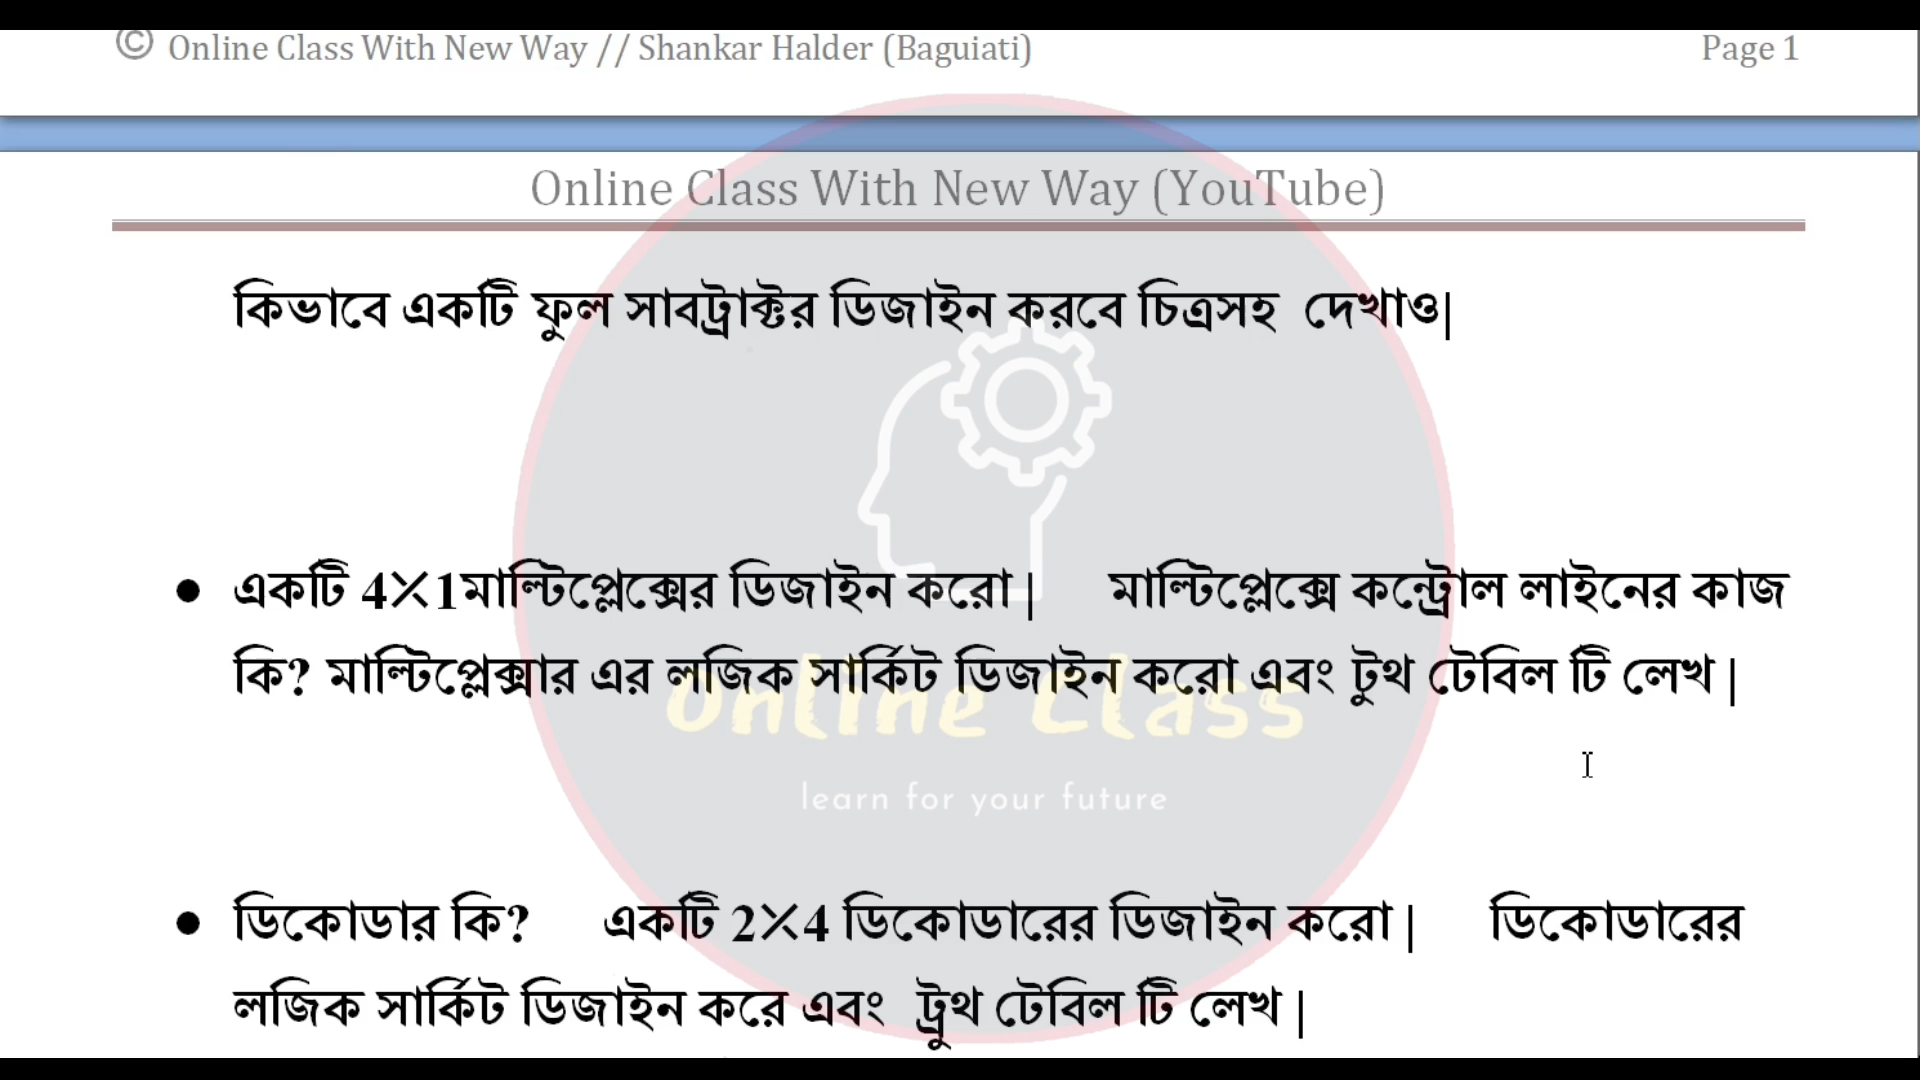 © Online Class With New Way // Shankar Halder (Baguiati) Page 1
Online Class With New Way (YouTube)
কিভাবে একটি ফুল সাবট্রাক্টর ডিজাইন করবে চিত্রসহ দেখাও|
● একটি 4×1মাল্টিপ্লেক্সের ডিজাইন করো| মাল্টিপ্লেক্সে কন্ট্রোল লাইনের কাজ
কি? মাল্টিপ্লেক্সার এর লজিক সার্কিট ডিজাইন করো এবং টুথ টেবিল টি লেখ|
Online Class
learn for your future
● ডিকোডার কি? একটি 2×4 ডিকোডারের ডিজাইন করো| ডিকোডারের
লজিক সার্কিট ডিজাইন করে এবং ট্রুথ টেবিল টি লেখ|